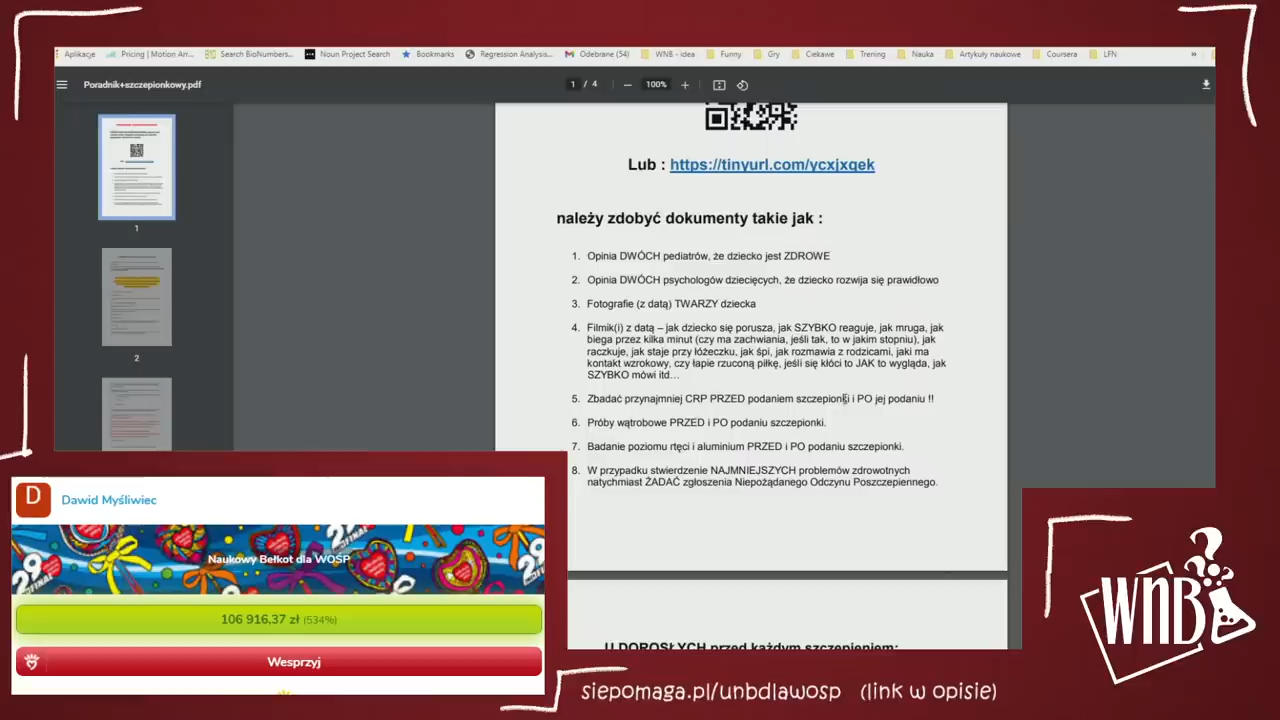 Aplikacje Pricing | Motion Arr... Search BioNumbers... Noun Project Search Bookmarks Regression Analysis... Odebrane (54) WNB - idea Funny Gry Ciekawe Trening Nauka Artykuły naukowe Coursera LFN »
Poradnik+szczepionkowy.pdf 1 / 4 − 100% +
Lub : https://tinyurl.com/ycxjxqek
należy zdobyć dokumenty takie jak :
1. Opinia DWÓCH pediatrów, że dziecko jest ZDROWE
2. Opinia DWÓCH psychologów dziecięcych, że dziecko rozwija się prawidłowo
3. Fotografie (z datą) TWARZY dziecka
4. Filmik(i) z datą – jak dziecko się porusza, jak SZYBKO reaguje, jak mruga, jak
biega przez kilka minut (czy ma zachwiania, jeśli tak, to w jakim stopniu), jak
raczkuje, jak staje przy łóżeczku, jak śpi, jak rozmawia z rodzicami, jaki ma
kontakt wzrokowy, czy łapie rzuconą piłkę, jeśli się kłóci to JAK to wygląda, jak
SZYBKO mówi itd...
5. Zbadać przynajmniej CRP PRZED podaniem szczepionki i PO jej podaniu !!
6. Próby wątrobowe PRZED i PO podaniu szczepionki.
7. Badanie poziomu rtęci i aluminium PRZED i PO podaniu szczepionki.
8. W przypadku stwierdzenie NAJMNIEJSZYCH problemów zdrowotnych
natychmiast ŻADAĆ zgłoszenia Niepożądanego Odczynu Poszczepiennego.
U DOROSŁYCH przed każdym szczepieniem:
1
2
D Dawid Myśliwiec
29 FINAŁ
Naukowy Bełkot dla WOŚP
29 FINAŁ
106 916,37 zł (534%)
Wesprzyj
WNB
siepomaga.pl/unbdlawosp (link w opisie)